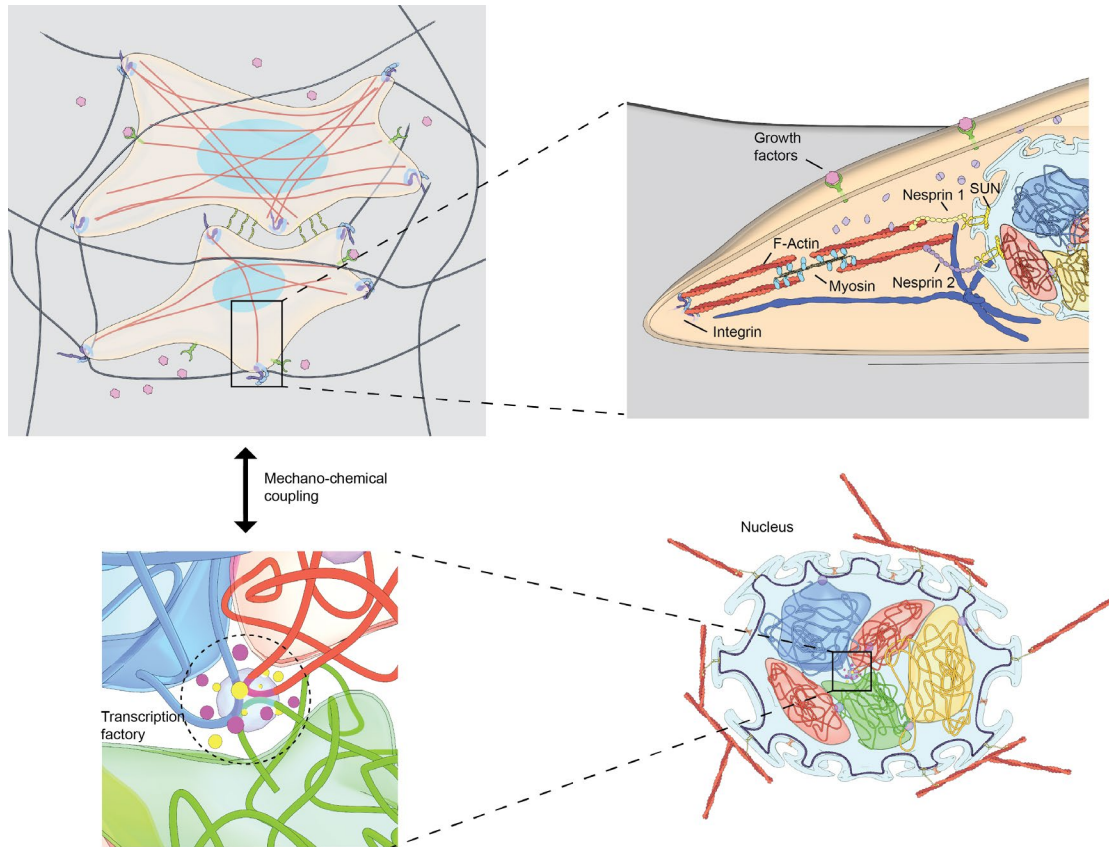 Growth
factors
Nesprin 1
SUN
F-Actin
Nesprin 2
Myosin
Integrin
Mechano-chemical
coupling
Nucleus
Transcription
factory